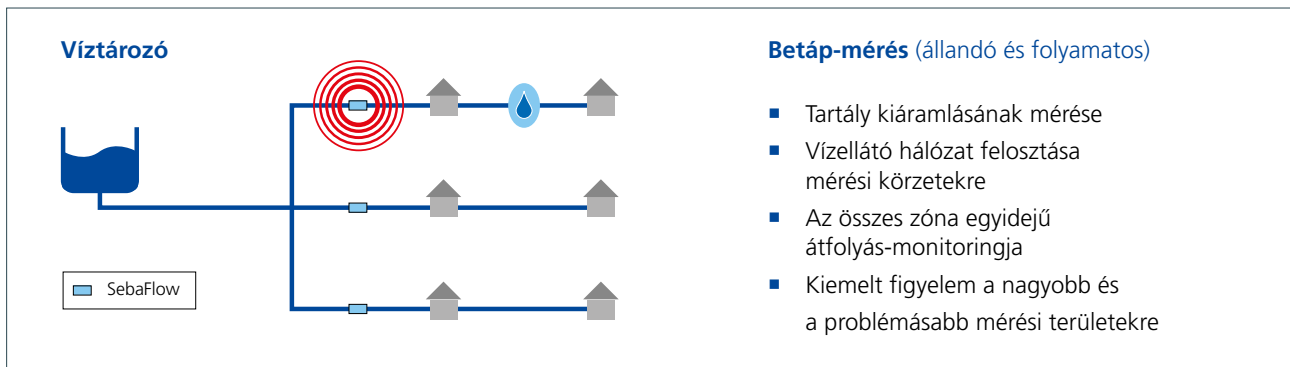 Víztározó
SebaFlow
Betáp-mérés (állandó és folyamatos)
▪ Tartály kiáramlásának mérése
▪ Vízellátó hálózat felosztása
mérési körzetekre
▪ Az összes zóna egyidejű
átfolyás-monitoringja
▪ Kiemelt figyelem a nagyobb és
a problémásabb mérési területekre